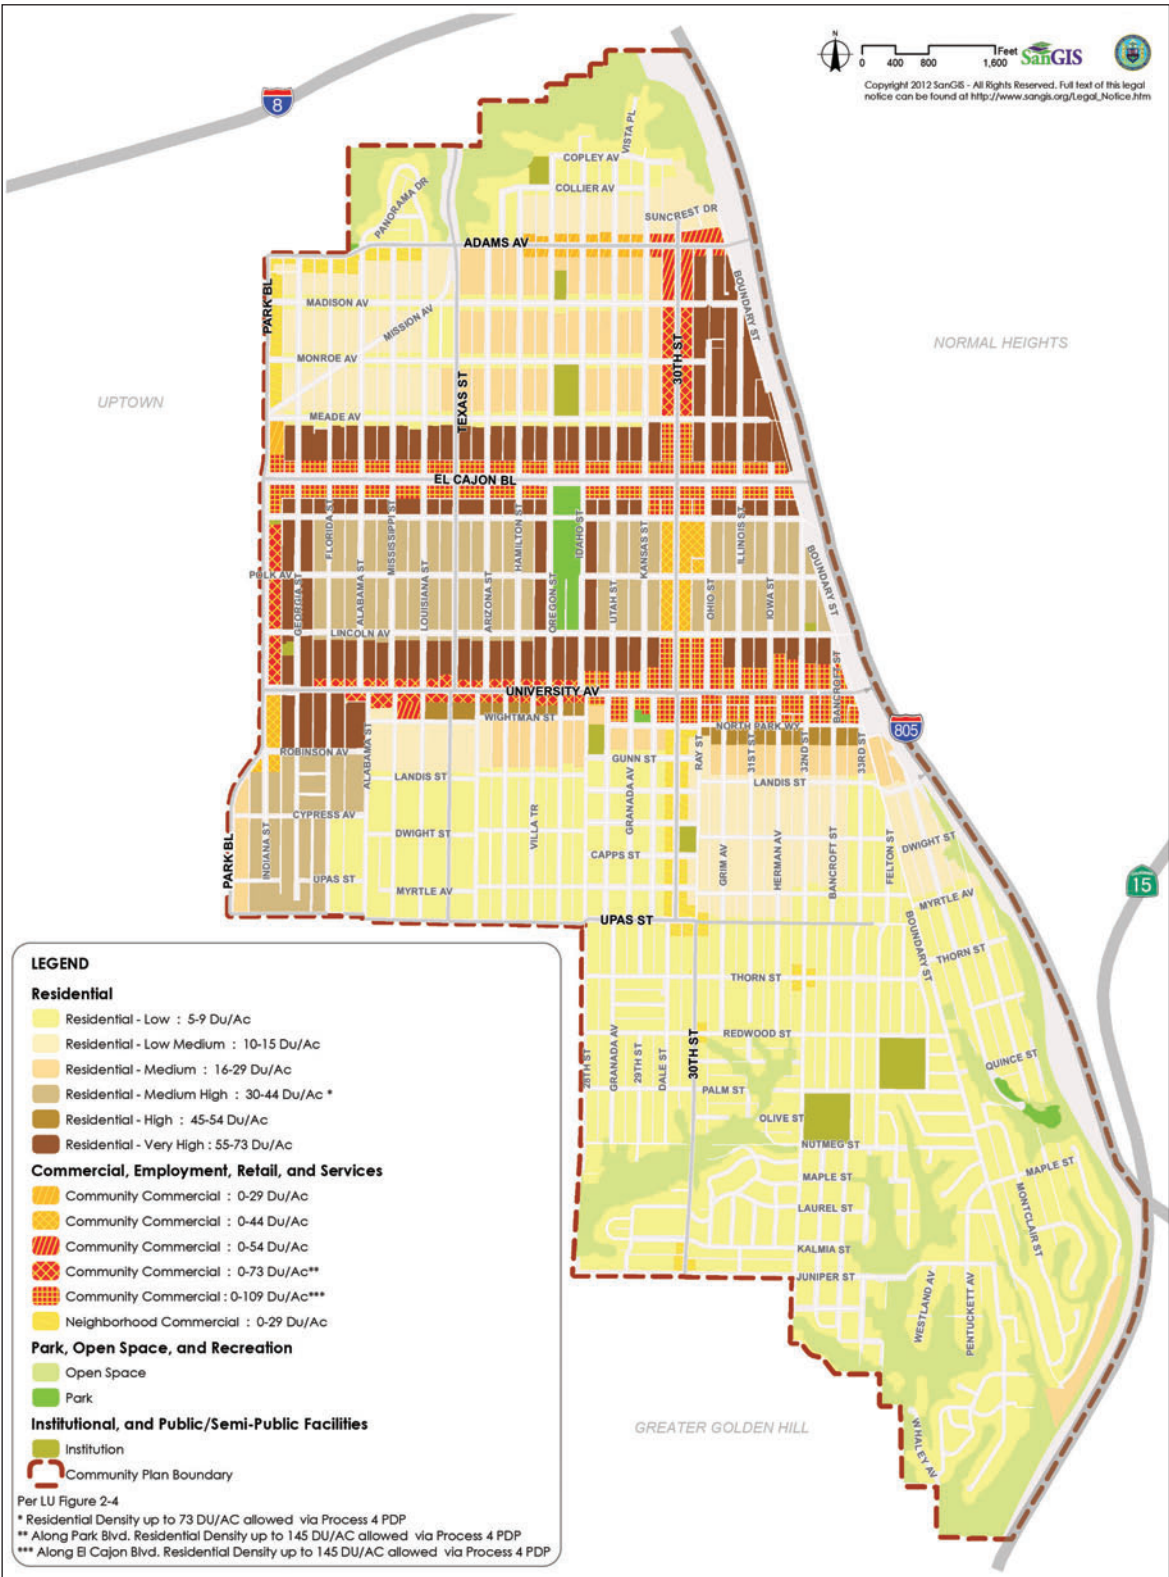 N
0 400 800 1,600
Feet
SanGIS
Copyright 2012 SanGIS - All Rights Reserved. Full text of this legal
notice can be found at http://www.sangis.org/Legal_Notice.htm
8
VISTA PL
COPLEY AV
COLLIER AV
PANORAMA DR
SUNCREST DR
ADAMS AV
PARK BL
MADISON AV
MISSION AV
BOUNDARY ST
MONROE AV
TEXAS ST
30TH ST
NORMAL HEIGHTS
UPTOWN
MEADE AV
EL CAJON BL
FLORIDA ST
MISSISSIPPI ST
HAMILTON ST
IDAHO ST
KANSAS ST
ILLINOIS ST
BOUNDARY ST
POLK AV
GEORGIA ST
ALABAMA ST
LOUISIANA ST
ARIZONA ST
OREGON ST
UTAH ST
OHIO ST
IOWA ST
LINCOLN AV
BANCROFT ST
UNIVERSITY AV
WIGHTMAN ST
NORTH PARK WY
805
ROBINSON AV
ALABAMA ST
GUNN ST
RAY ST
31ST ST
32ND ST
33RD ST
LANDIS ST
LANDIS ST
CYPRESS AV
DWIGHT ST
VILLA TR
GRANADA AV
DWIGHT ST
INDIANA ST
CAPPS ST
GRIM AV
HERMAN AV
BANCROFT ST
FELTON ST
PARK BL
UPAS ST
MYRTLE AV
MYRTLE AV
15
UPAS ST
BOUNDARY ST
THORN ST
THORN ST
REDWOOD ST
28TH ST
GRANADA AV
29TH ST
DALE ST
30TH ST
QUINCE ST
PALM ST
OLIVE ST
NUTMEG ST
MAPLE ST
MAPLE ST
LAUREL ST
MONTCLAIR ST
KALMIA ST
JUNIPER ST
WESTLAND AV
PENTUCKETT AV
GREATER GOLDEN HILL
WHALEY AV
LEGEND
Residential
Residential - Low : 5-9 Du/Ac
Residential - Low Medium : 10-15 Du/Ac
Residential - Medium : 16-29 Du/Ac
Residential - Medium High : 30-44 Du/Ac *
Residential - High : 45-54 Du/Ac
Residential - Very High : 55-73 Du/Ac
Commercial, Employment, Retail, and Services
Community Commercial : 0-29 Du/Ac
Community Commercial : 0-44 Du/Ac
Community Commercial : 0-54 Du/Ac
Community Commercial : 0-73 Du/Ac**
Community Commercial : 0-109 Du/Ac***
Neighborhood Commercial : 0-29 Du/Ac
Park, Open Space, and Recreation
Open Space
Park
Institutional, and Public/Semi-Public Facilities
Institution
Community Plan Boundary
Per LU Figure 2-4
* Residential Density up to 73 DU/AC allowed via Process 4 PDP
** Along Park Blvd. Residential Density up to 145 DU/AC allowed via Process 4 PDP
*** Along El Cajon Blvd. Residential Density up to 145 DU/AC allowed via Process 4 PDP